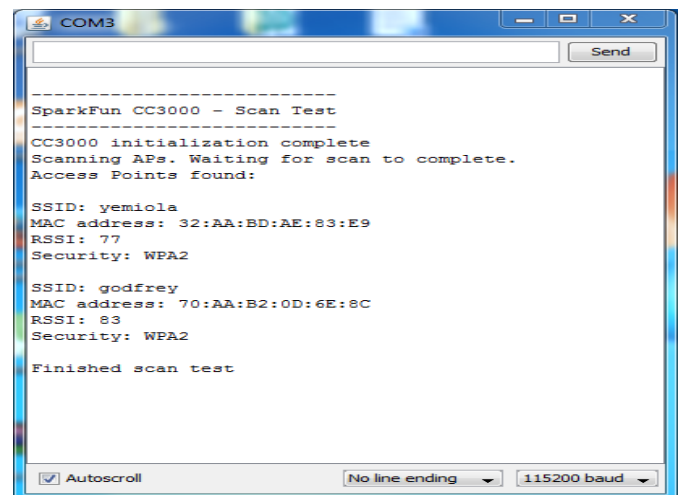 COM3
Send
----------------------------
SparkFun CC3000 - Scan Test
----------------------------
CC3000 initialization complete
Scanning APs. Waiting for scan to complete.
Access Points found:
SSID: yemiola
MAC address: 32:AA:BD:AE:83:E9
RSSI: 77
Security: WPA2
SSID: godfrey
MAC address: 70:AA:B2:0D:6E:8C
RSSI: 83
Security: WPA2
Finished scan test
Autoscroll No line ending 115200 baud